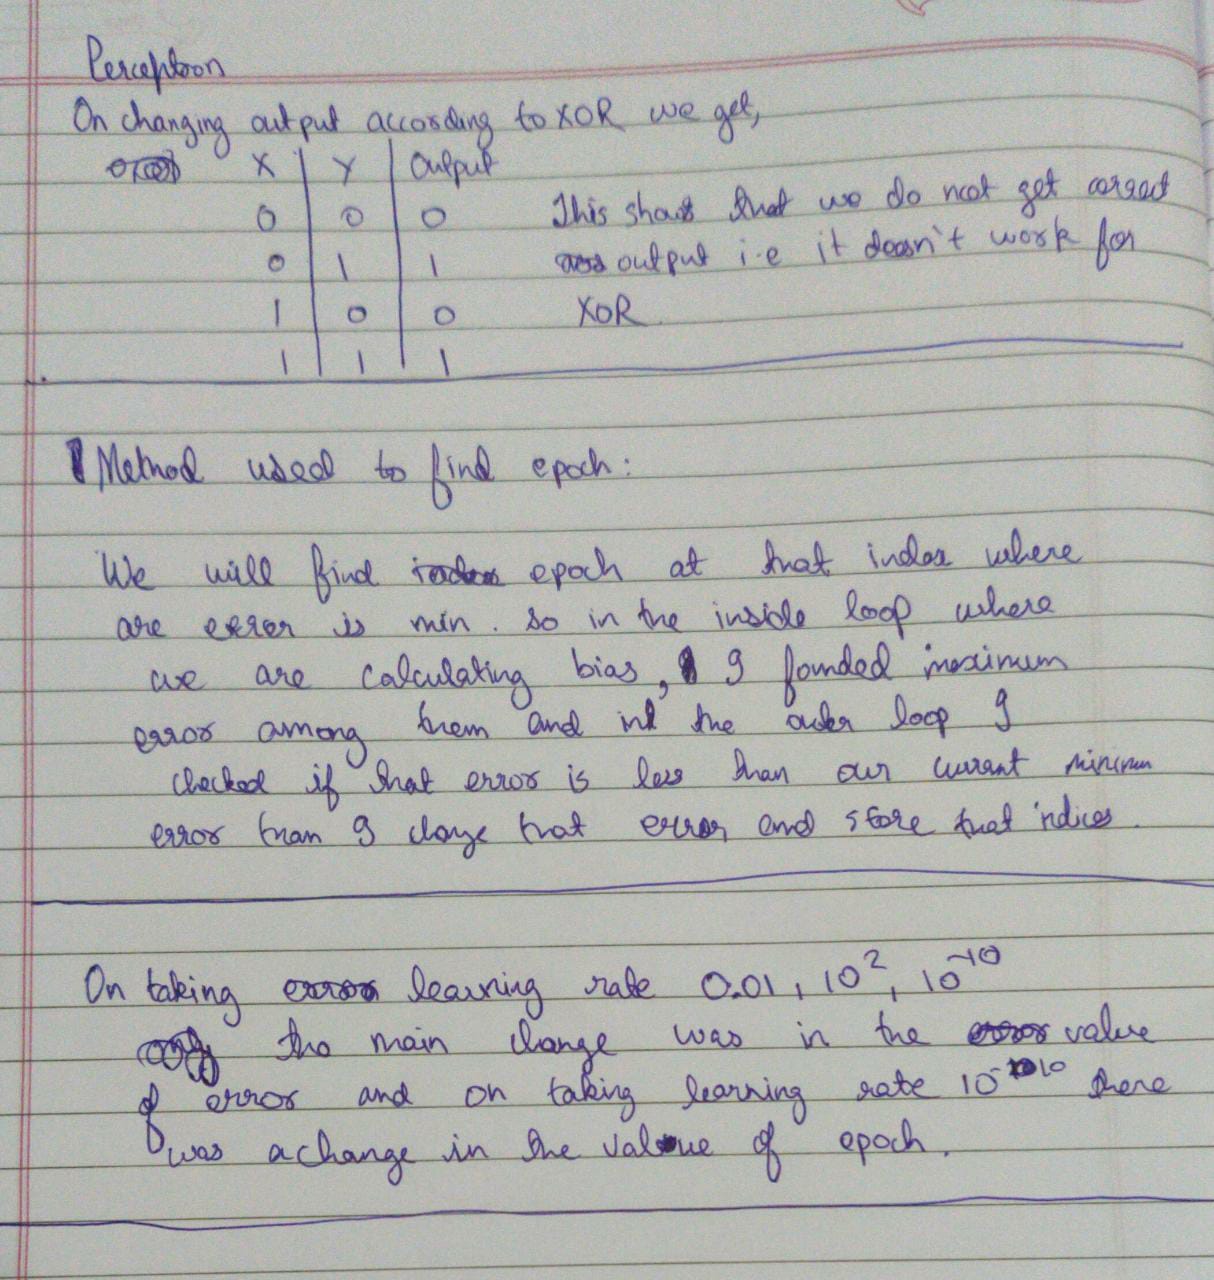 Perceptron
On changing output according to XOR we get,
X | Y | Output
0 | 0 | 0 This shows that we do not get correct
0 | 1 | 1 output i.e it doesn't work for
1 | 0 | 0 XOR
1 | 1 | 1
Method used to find epoch:
We will find epoch at that index where
are error is min. so in the inside loop where
we are calculating bias, I founded maximum
error among them and in the outer loop I
checked if that error is less than our current minimum
error than I change that error and store that indices.
On taking learning rate 0.01, 10², 10⁻¹⁰
the main change was in the value
of error and on taking learning rate 10⁻¹⁰ there
was a change in the value of epoch.